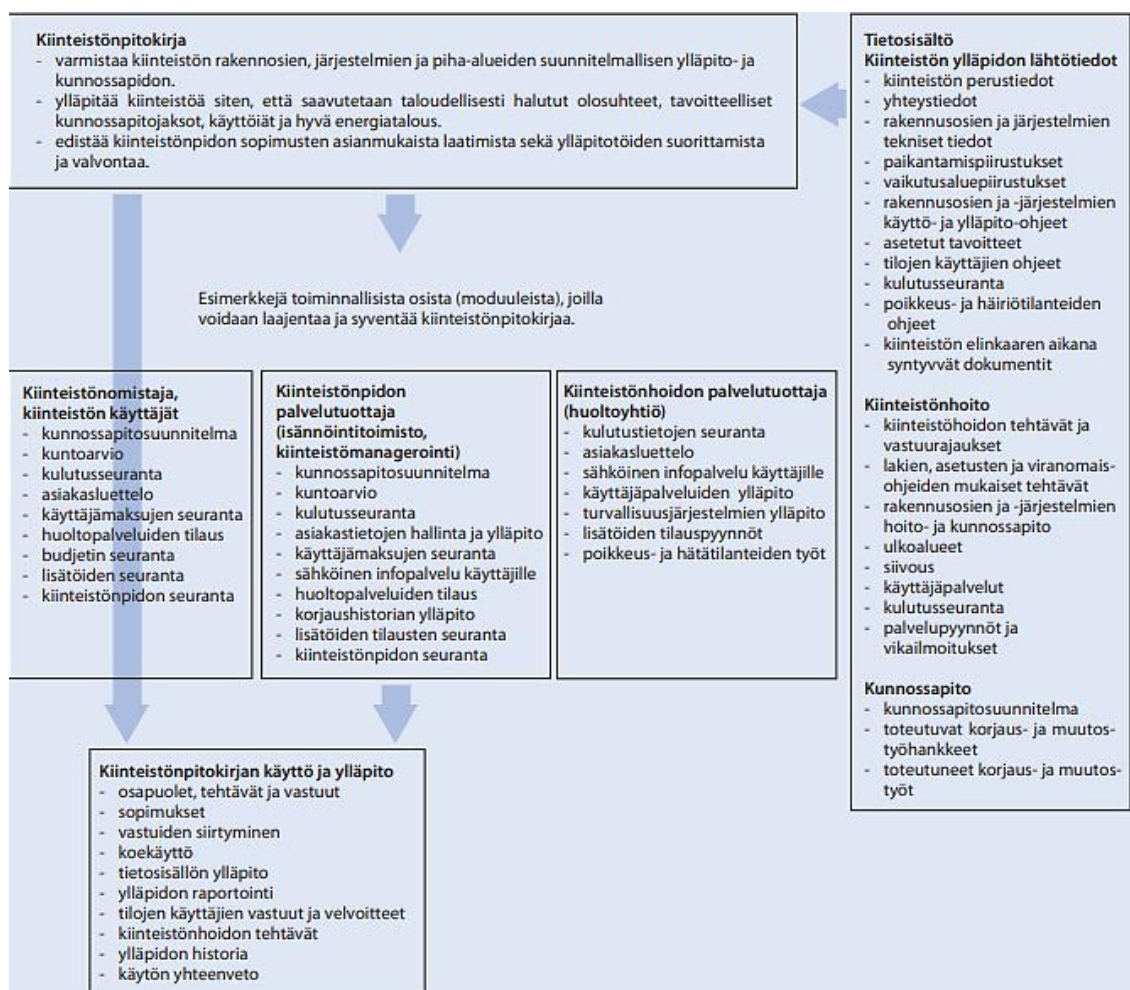 Kiinteistönpitokirja
- varmistaa kiinteistön rakennosien, järjestelmien ja piha-alueiden suunnitelmallisen ylläpito- ja
kunnossapidon.
- ylläpitää kiinteistöä siten, että saavutetaan taloudellisesti halutut olosuhteet, tavoitteelliset
kunnossapitojaksot, käyttöiät ja hyvä energiatalous.
- edistää kiinteistönpidon sopimusten asianmukaista laatimista sekä ylläpitotöiden suorittamista
ja valvontaa.
Esimerkkejä toiminnallisista osista (moduuleista), joilla
voidaan laajentaa ja syventää kiinteistönpitokirjaa.
Kiinteistönomistaja,
kiinteistön käyttäjät
- kunnossapitosuunnitelma
- kuntoarvio
- kulutusseuranta
- asiakasluettelo
- käyttäjämaksujen seuranta
- huoltopalveluiden tilaus
- budjetin seuranta
- lisätöiden seuranta
- kiinteistönpidon seuranta
Kiinteistönpidon
palvelutuottaja
(isännöintitoimisto,
kiinteistömanagerointi)
- kunnossapitosuunnitelma
- kuntoarvio
- kulutusseuranta
- asiakastietojen hallinta ja ylläpito
- käyttäjämaksujen seuranta
- sähköinen infopalvelu käyttäjille
- huoltopalveluiden tilaus
- korjaushistorian ylläpito
- lisätöiden tilausten seuranta
- kiinteistönpidon seuranta
Kiinteistönhoidon palvelutuottaja
(huoltoyhtiö)
- kulutustietojen seuranta
- asiakasluettelo
- sähköinen infopalvelu käyttäjille
- käyttäjäpalveluiden ylläpito
- turvallisuusjärjestelmien ylläpito
- lisätöiden tilauspyynnöt
- poikkeus- ja hätätilanteiden työt
Kiinteistönpitokirjan käyttö ja ylläpito
- osapuolet, tehtävät ja vastuut
- sopimukset
- vastuiden siirtyminen
- koekäyttö
- tietosisällön ylläpito
- ylläpidon raportointi
- tilojen käyttäjien vastuut ja velvoitteet
- kiinteistönhoidon tehtävät
- ylläpidon historia
- käytön yhteenveto
Tietosisältö
Kiinteistön ylläpidon lähtötiedot
- kiinteistön perustiedot
- yhteystiedot
- rakennusosien ja järjestelmien
tekniset tiedot
- paikantamispiirustukset
- vaikutusaluepiirustukset
- rakennusosien ja -järjestelmien
käyttö- ja ylläpito-ohjeet
- asetetut tavoitteet
- tilojen käyttäjien ohjeet
- kulutusseuranta
- poikkeus- ja häiriötilanteiden
ohjeet
- kiinteistön elinkaaren aikana
syntyvvät dokumentit
Kiinteistönhoito
- kiinteistöhoidon tehtävät ja
vastuurajaukset
- lakien, asetusten ja viranomais-
ohjeiden mukaiset tehtävät
- rakennusosien ja -järjestelmien
hoito- ja kunnossapito
- ulkoalueet
- siivous
- käyttäjäpalvelut
- kulutusseuranta
- palvelupyynnöt ja
vikailmoitukset
Kunnossapito
- kunnossapitosuunnitelma
- toteutuvat korjaus- ja muutos-
työhankkeet
- toteutuneet korjaus- ja muutos-
työt